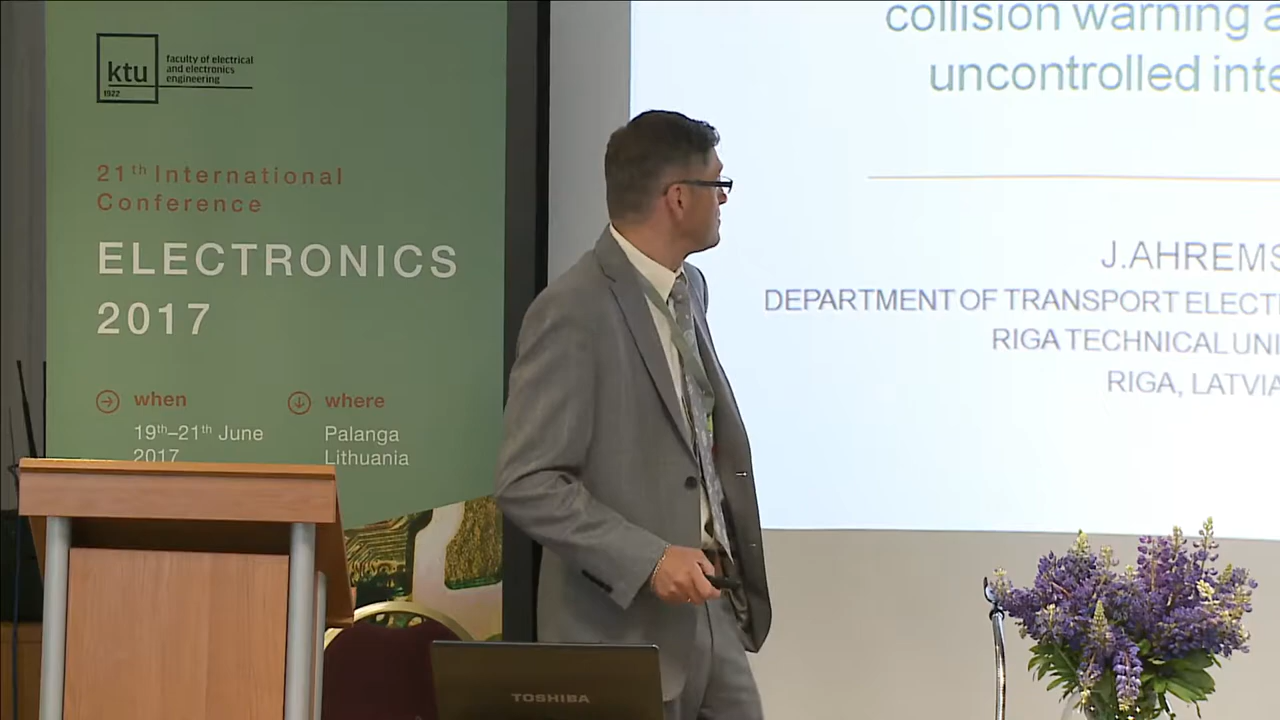 ktu
1922
faculty of electrical
and electronics
engineering
21th International
Conference
ELECTRONICS
2017
when
19th–21th June
2017
where
Palanga
Lithuania
collision warning a
uncontrolled inte
J.AHREMS
DEPARTMENT OF TRANSPORT ELECT
RIGA TECHNICAL UNI
RIGA, LATVIA
TOSHIBA